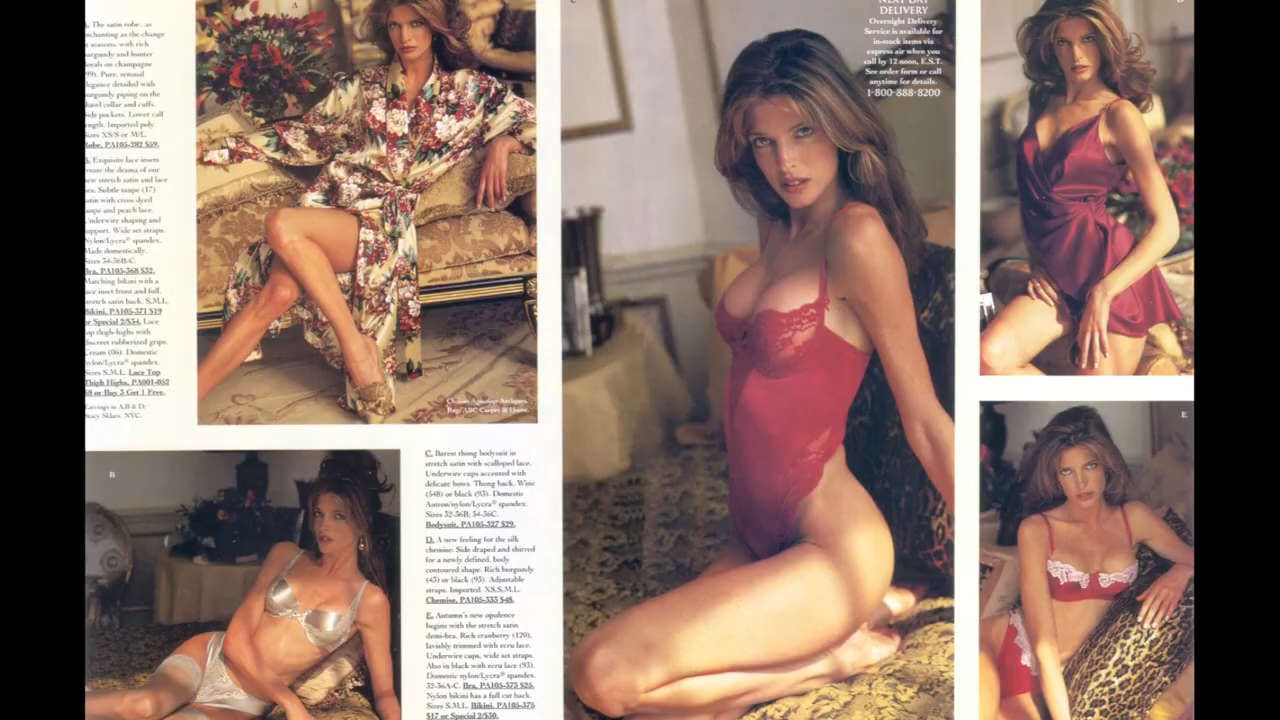 A
The satin robe...as
enchanting as the change
in seasons, with rich
burgundy and hunter
florals on champagne
(99). Pure, sensual
elegance detailed with
burgundy piping on the
shawl collar and cuffs.
Side pockets. Lower calf
length. Imported poly.
Sizes XS/S or M/L.
Robe, PA105-282 $59.
B. Exquisite lace insets
create the drama of our
new stretch satin and lace
bra. Subtle taupe (17)
satin with cross dyed
taupe and peach lace.
Underwire shaping and
support. Wide set straps.
Nylon/Lycra® spandex.
Made domestically.
Sizes 34-36B-C.
Bra, PA105-368 $32.
Matching bikini with a
lace inset front and full,
stretch satin back. S.M.L.
Bikini, PA105-371 $19
or Special 2/$34. Lace
top thigh-highs with
discreet rubberized grips.
Cream (06). Domestic
nylon/Lycra® spandex.
Sizes S.M.L. Lace Top
Thigh Highs, PA001-052
$8 or Buy 3 Get 1 Free.
Earrings in A,B & D:
Stacy Sklars, NYC.
Chaise: Agostino Antiques.
Rug: ABC Carpet & Home.
B
C. Barest thong bodysuit in
stretch satin with scalloped lace.
Underwire cups accented with
delicate bows. Thong back. Wine
(548) or black (93). Domestic
Antron/nylon/Lycra® spandex.
Sizes 32-36B; 34-36C.
Bodysuit, PA105-327 $29.
D. A new feeling for the silk
chemise: Side draped and shirred
for a newly defined, body
contoured shape. Rich burgundy
(43) or black (93). Adjustable
straps. Imported. XS.S.M.L.
Chemise, PA105-333 $48.
E. Autumn's new opulence
begins with the stretch satin
demi-bra. Rich cranberry (120),
lavishly trimmed with ecru lace.
Underwire cups, wide set straps.
Also in black with ecru lace (93).
Domestic nylon/Lycra® spandex.
32-36A-C. Bra, PA105-373 $25.
Nylon bikini has a full cut back.
Sizes S.M.L. Bikini, PA105-375
$17 or Special 2/$30.
C
NEXT DAY
DELIVERY
Overnight Delivery
Service is available for
in-stock items via
express air when you
call by 12 noon, E.S.T.
See order form or call
anytime for details.
1-800-888-8200
D
E